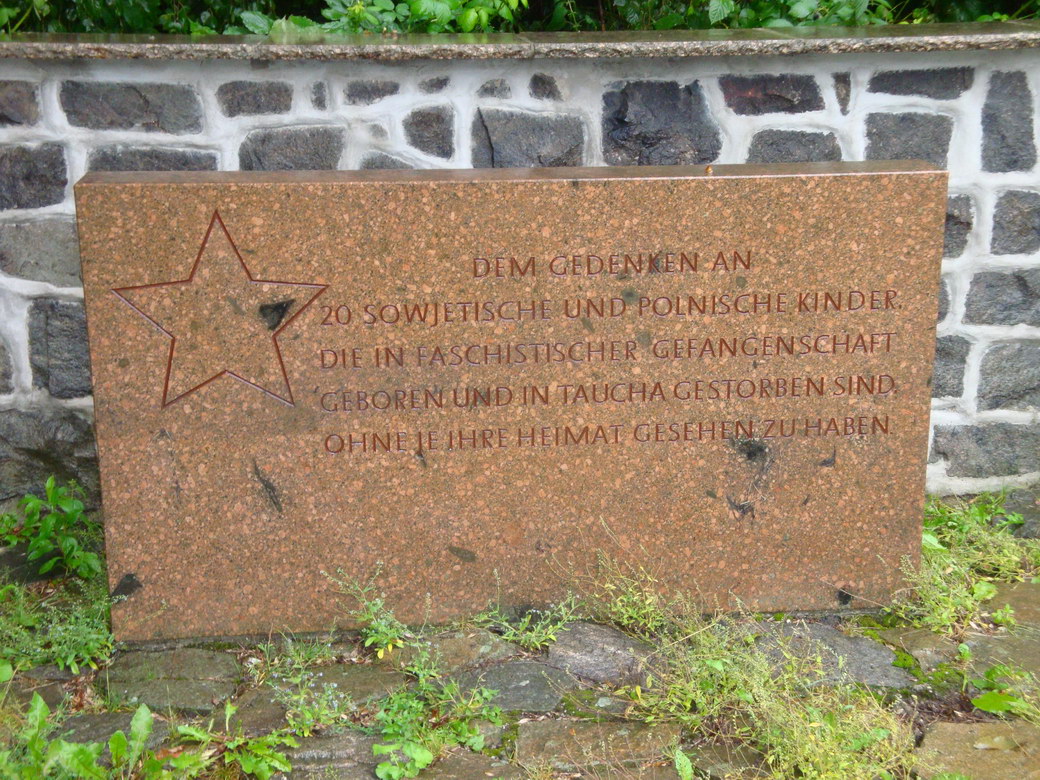 DEM GEDENKEN AN
20 SOWJETISCHE UND POLNISCHE KINDER.
DIE IN FASCHISTISCHER GEFANGENSCHAFT
GEBOREN UND IN TAUCHA GESTORBEN SIND.
OHNE JE IHRE HEIMAT GESEHEN ZU HABEN.